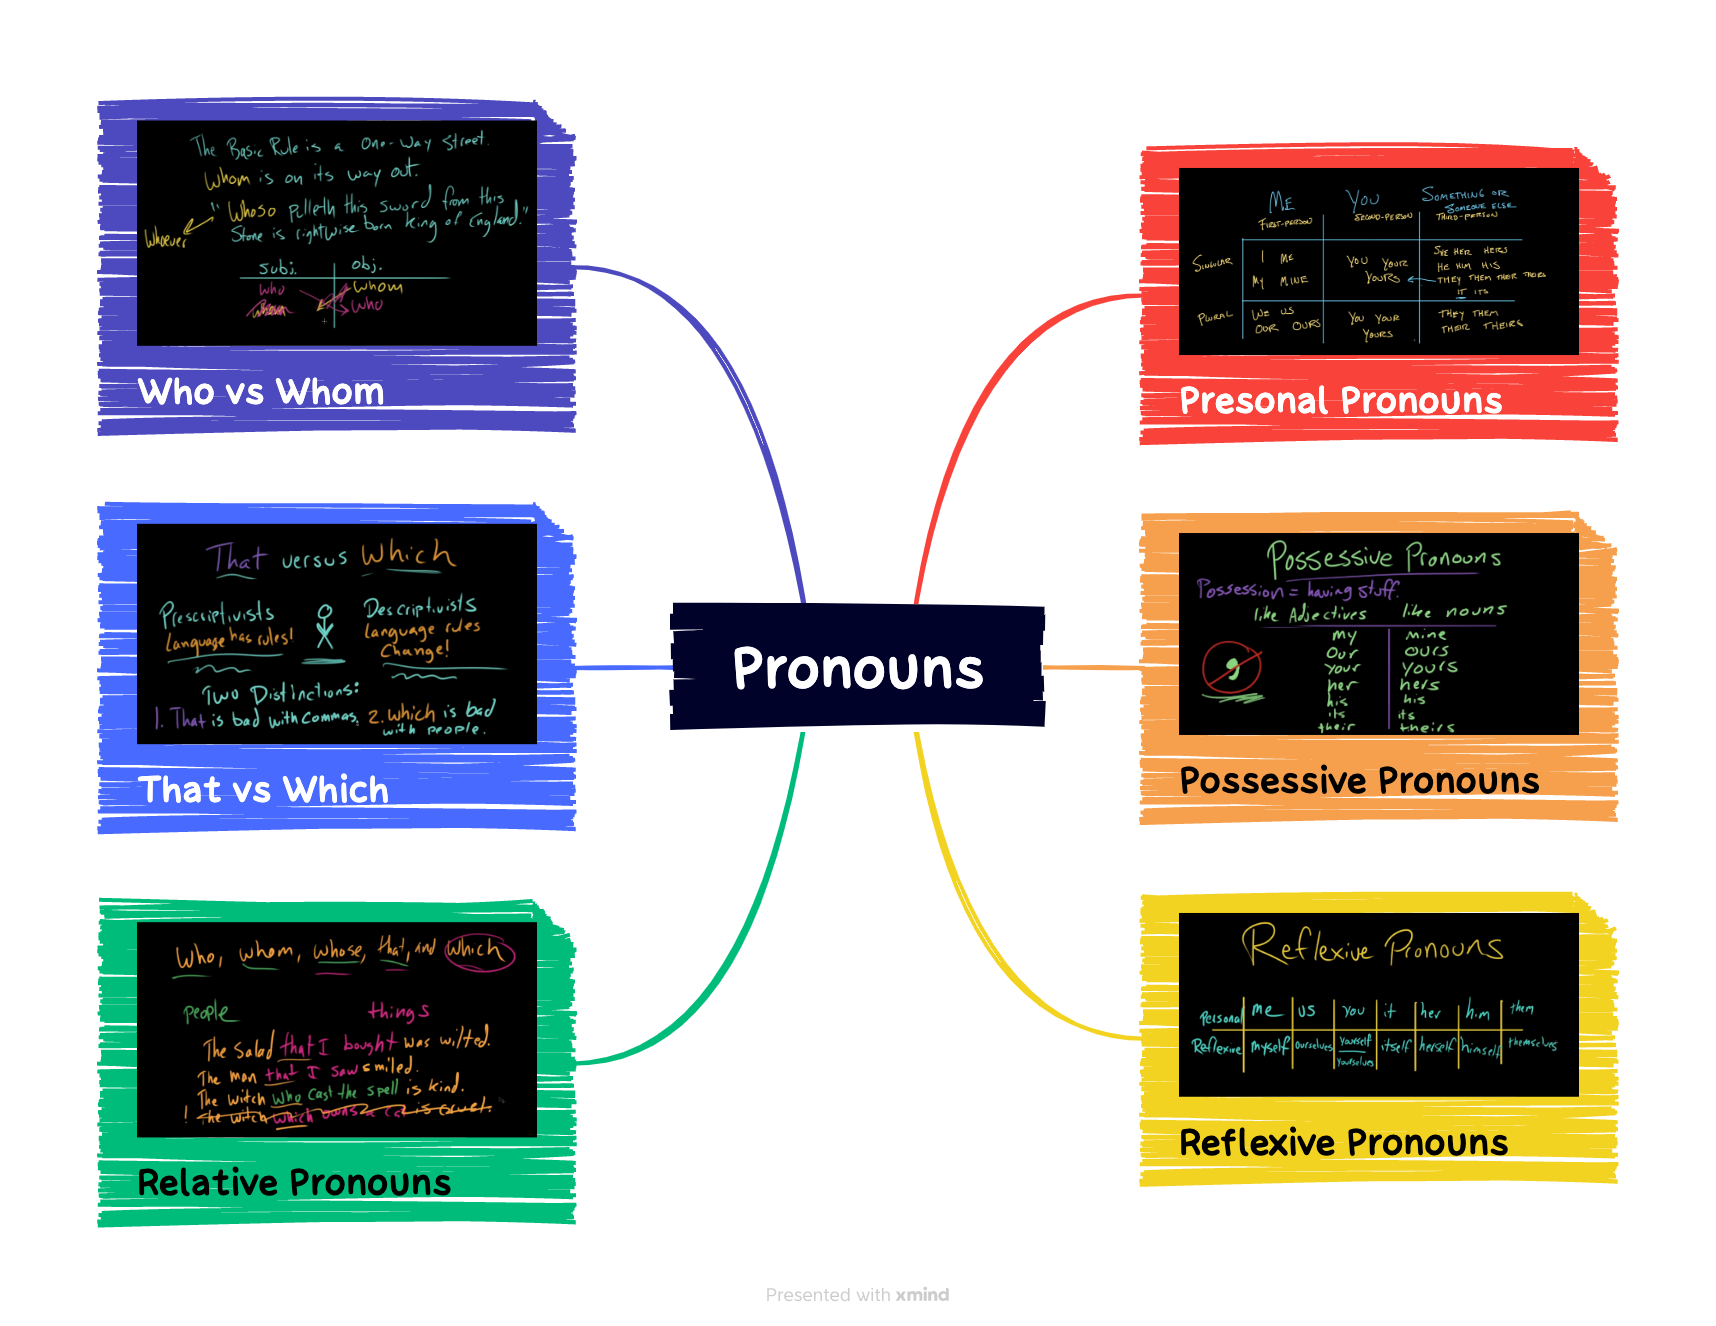 The Basic Rule is a One-Way Street.
Whom is on its way out.
"Whoso pulleth this sword from this
Stone is rightwise born king of England."
Whoever
subj. obj.
who whom
whom who
Who vs Whom
That versus Which
Prescriptivists Descriptivists
Language has rules! Language rules
Change!
Two Distinctions:
1. That is bad with commas. 2. Which is bad
with people.
That vs Which
Who, whom, whose, that, and which
people things
The salad that I bought was wilted.
The man that I saw smiled.
The witch who cast the spell is kind.
! The witch which owns a cat is cruel.
Relative Pronouns
Pronouns
Me You Something or
Someone else
First-person Second-person Third-person
Singular I me You Your She her hers
My mine Yours He him his
They them their theirs
it its
Plural We us You Your They them
Our ours Yours Their theirs
Presonal Pronouns
Possessive Pronouns
Possession = having stuff.
like Adjectives like nouns
my mine
Our ours
Your yours
her hers
his his
its its
their theirs
Possessive Pronouns
Reflexive Pronouns
Personal me us you it her him them
Reflexive myself ourselves yourself itself herself himself themselves
yourselves
Reflexive Pronouns
Presented with xmind